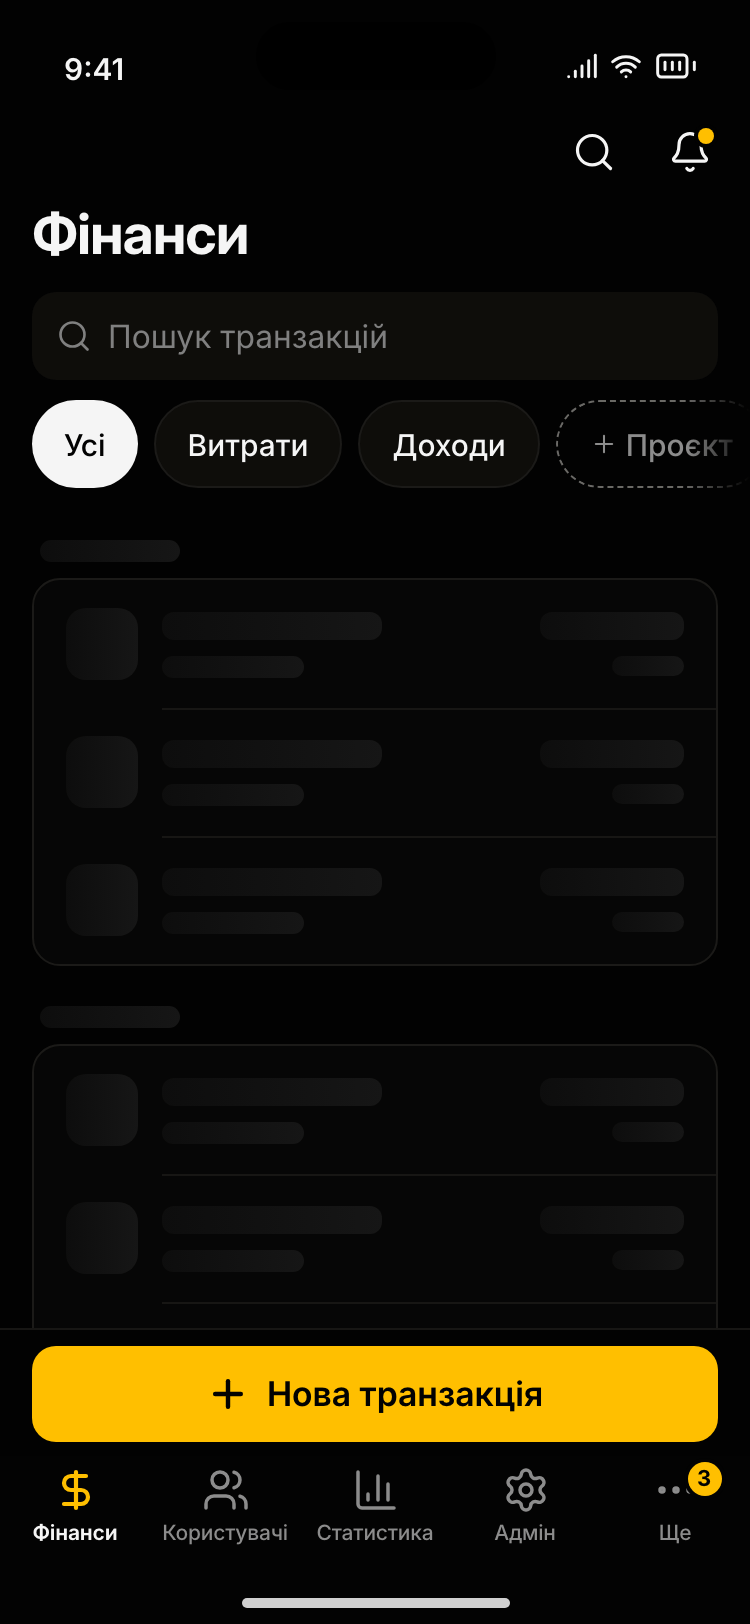 9:41
Фінанси
Пошук транзакцій
Усі
Витрати
Доходи
+ Проєкт
+ Нова транзакція
3
Фінанси
Користувачі
Статистика
Адмін
Ще